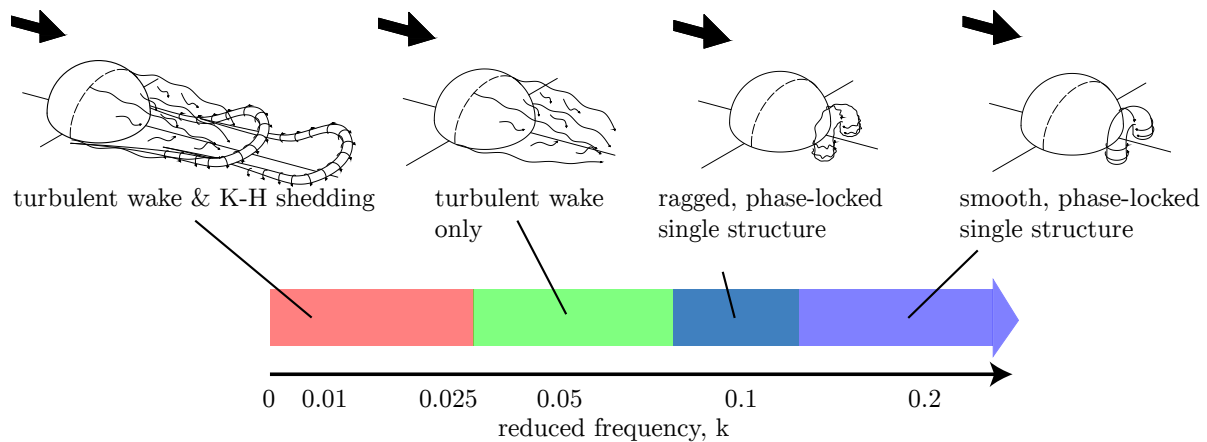 turbulent wake & K-H shedding
turbulent wake
only
ragged, phase-locked
single structure
smooth, phase-locked
single structure
0 0.01 0.025 0.05 0.1 0.2
reduced frequency, k